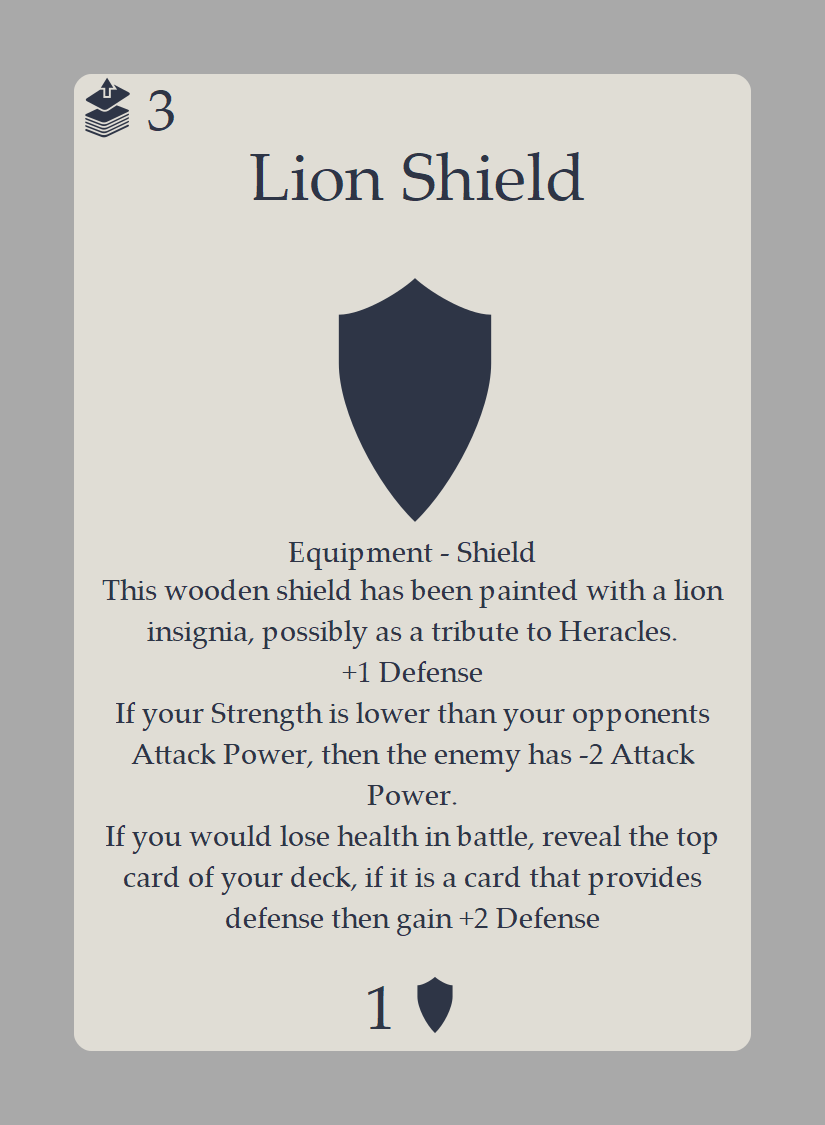 3
Lion Shield
Equipment - Shield
This wooden shield has been painted with a lion
insignia, possibly as a tribute to Heracles.
+1 Defense
If your Strength is lower than your opponents
Attack Power, then the enemy has -2 Attack
Power.
If you would lose health in battle, reveal the top
card of your deck, if it is a card that provides
defense then gain +2 Defense
1